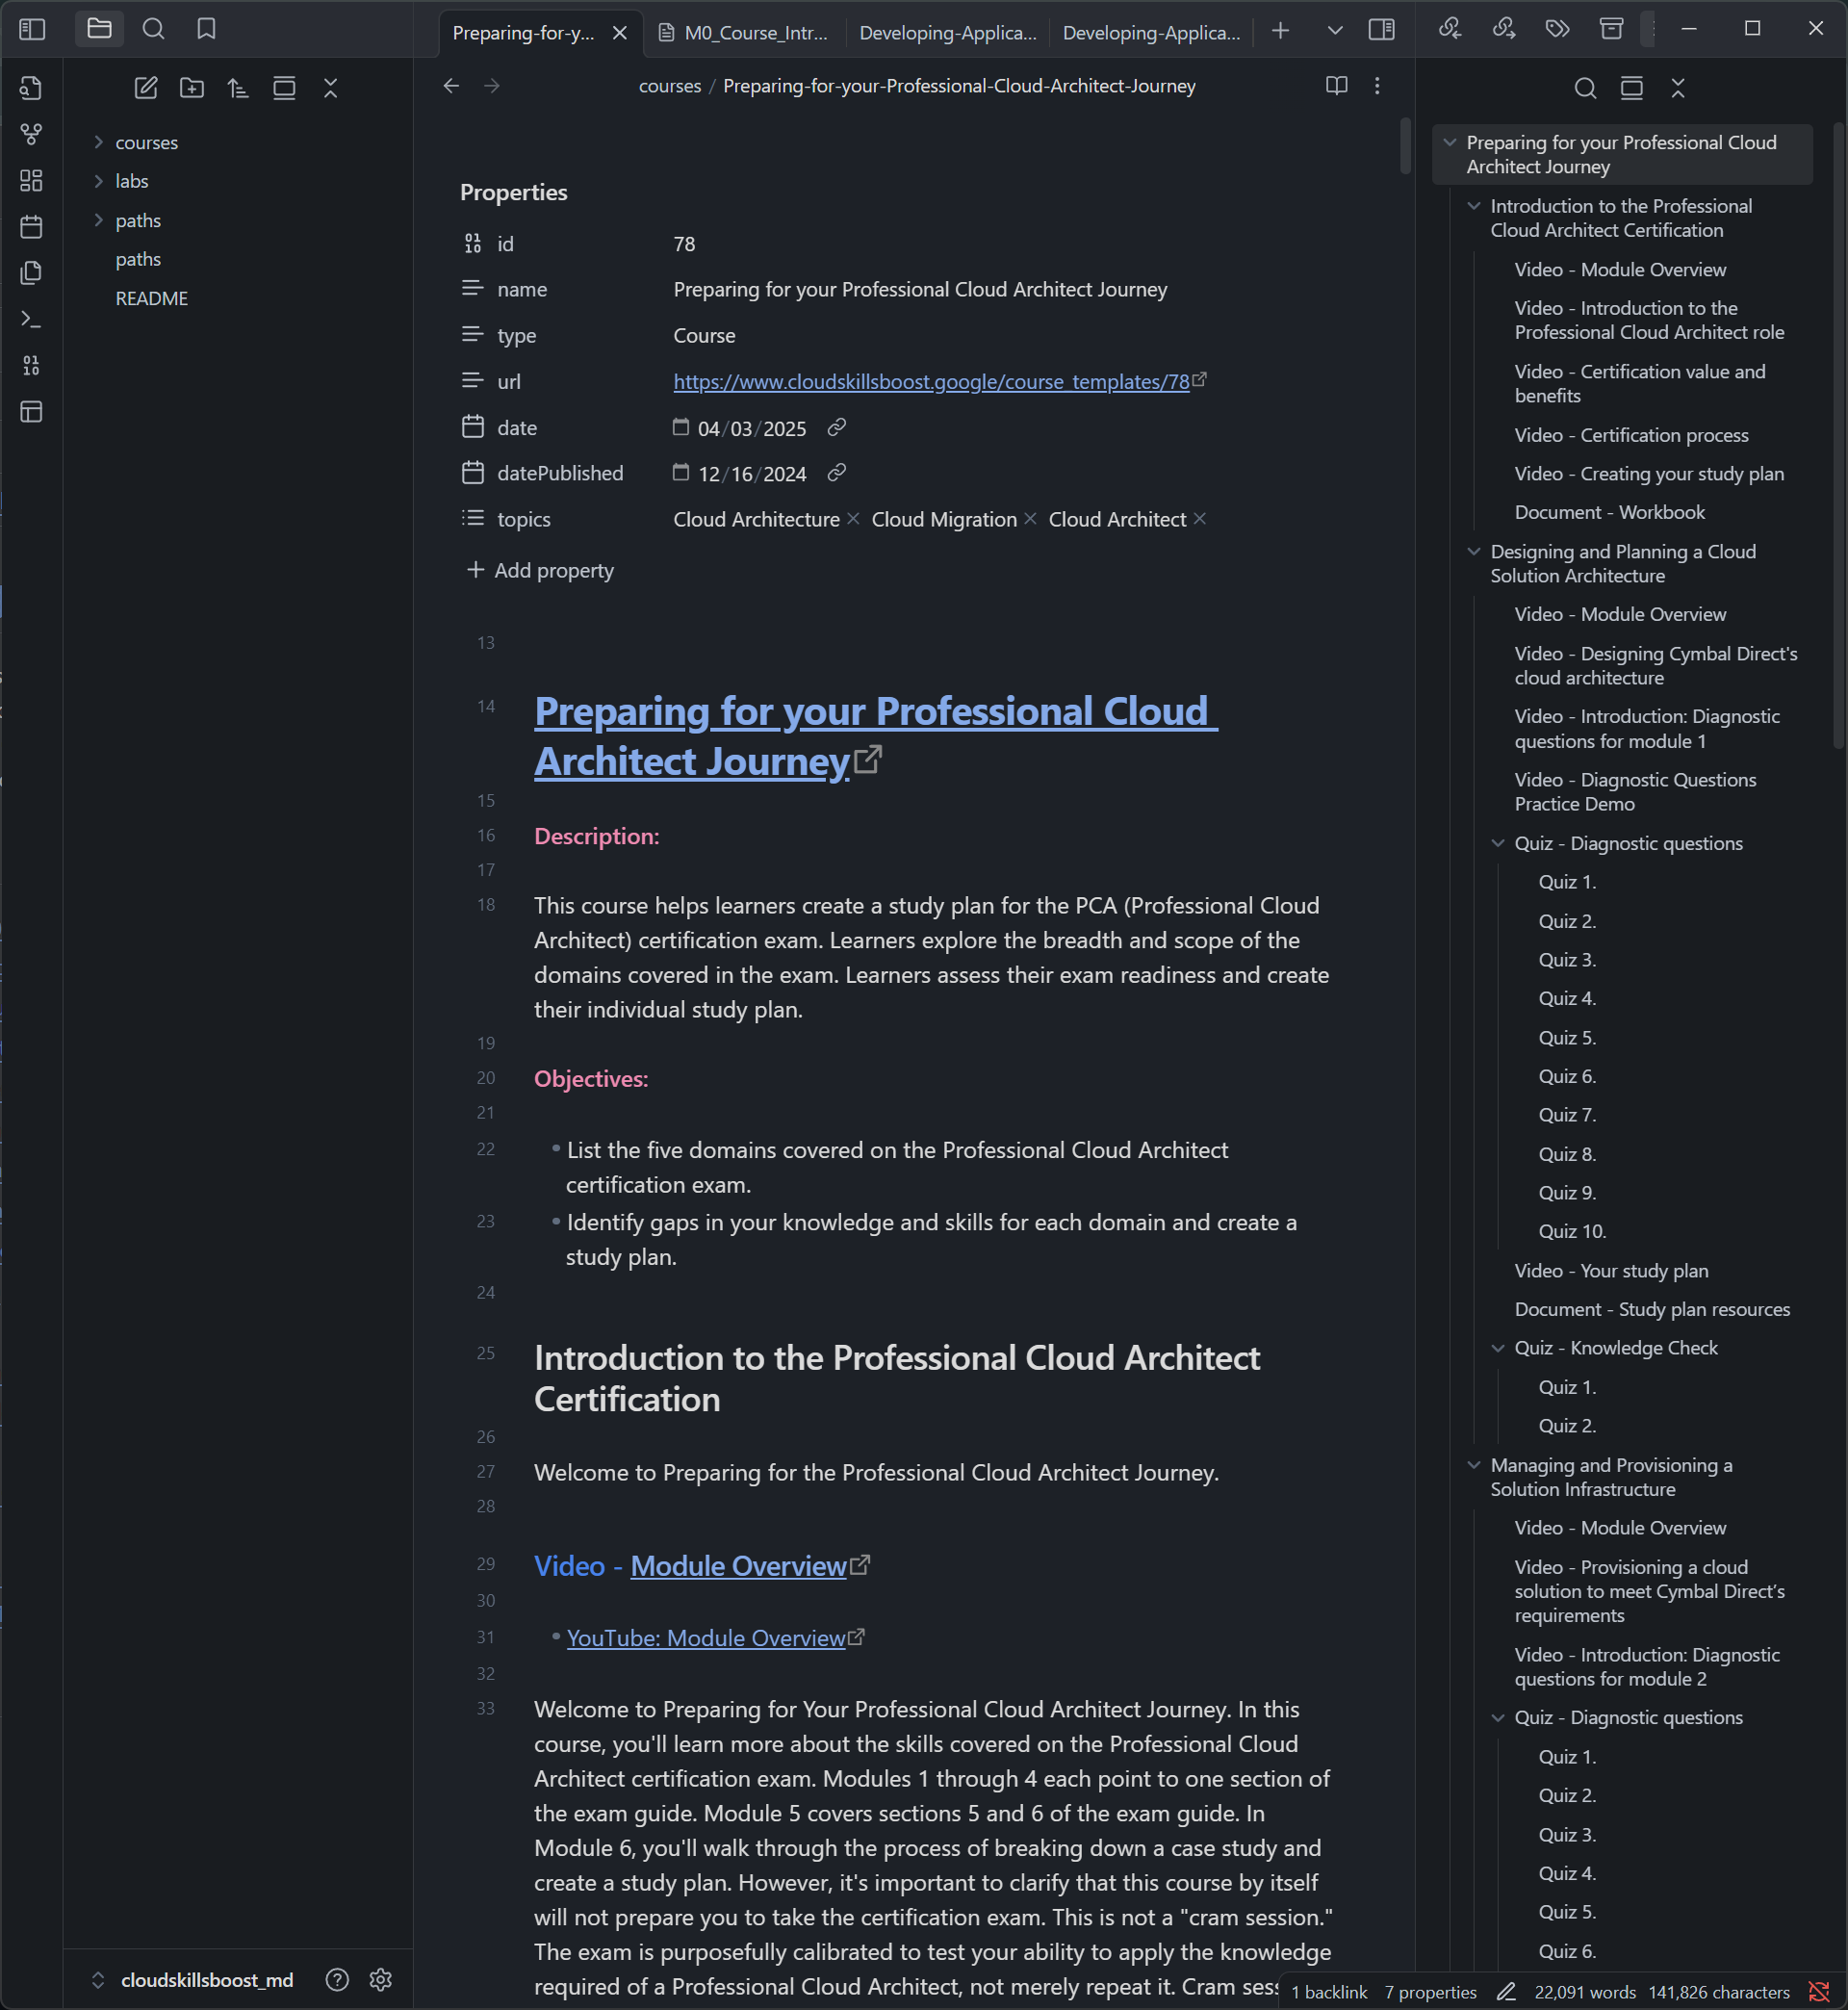 Preparing-for-y...
M0_Course_Intr...
Developing-Applica...
Developing-Applica...
courses
labs
paths
paths
README
cloudskillsboost_md
courses / Preparing-for-your-Professional-Cloud-Architect-Journey
Properties
id 78
name Preparing for your Professional Cloud Architect Journey
type Course
url https://www.cloudskillsboost.google/course_templates/78
date 04/03/2025
datePublished 12/16/2024
topics Cloud Architecture Cloud Migration Cloud Architect
Add property
13
14 Preparing for your Professional Cloud
Architect Journey
15
16 Description:
17
18 This course helps learners create a study plan for the PCA (Professional Cloud
Architect) certification exam. Learners explore the breadth and scope of the
domains covered in the exam. Learners assess their exam readiness and create
their individual study plan.
19
20 Objectives:
21
22 • List the five domains covered on the Professional Cloud Architect
certification exam.
23 • Identify gaps in your knowledge and skills for each domain and create a
study plan.
24
25 Introduction to the Professional Cloud Architect
Certification
26
27 Welcome to Preparing for the Professional Cloud Architect Journey.
28
29 Video - Module Overview
30
31 • YouTube: Module Overview
32
33 Welcome to Preparing for Your Professional Cloud Architect Journey. In this
course, you'll learn more about the skills covered on the Professional Cloud
Architect certification exam. Modules 1 through 4 each point to one section of
the exam guide. Module 5 covers sections 5 and 6 of the exam guide. In
Module 6, you'll walk through the process of breaking down a case study and
create a study plan. However, it's important to clarify that this course by itself
will not prepare you to take the certification exam. This is not a "cram session."
The exam is purposefully calibrated to test your ability to apply the knowledge
required of a Professional Cloud Architect, not merely repeat it. Cram
Preparing for your Professional Cloud
Architect Journey
Introduction to the Professional
Cloud Architect Certification
Video - Module Overview
Video - Introduction to the
Professional Cloud Architect role
Video - Certification value and
benefits
Video - Certification process
Video - Creating your study plan
Document - Workbook
Designing and Planning a Cloud
Solution Architecture
Video - Module Overview
Video - Designing Cymbal Direct's
cloud architecture
Video - Introduction: Diagnostic
questions for module 1
Video - Diagnostic Questions
Practice Demo
Quiz - Diagnostic questions
Quiz 1.
Quiz 2.
Quiz 3.
Quiz 4.
Quiz 5.
Quiz 6.
Quiz 7.
Quiz 8.
Quiz 9.
Quiz 10.
Video - Your study plan
Document - Study plan resources
Quiz - Knowledge Check
Quiz 1.
Quiz 2.
Managing and Provisioning a
Solution Infrastructure
Video - Module Overview
Video - Provisioning a cloud
solution to meet Cymbal Direct's
requirements
Video - Introduction: Diagnostic
questions for module 2
Quiz - Diagnostic questions
Quiz 1.
Quiz 2.
Quiz 3.
Quiz 4.
Quiz 5.
Quiz 6.
1 backlink 7 properties 22,091 words 141,826 characters